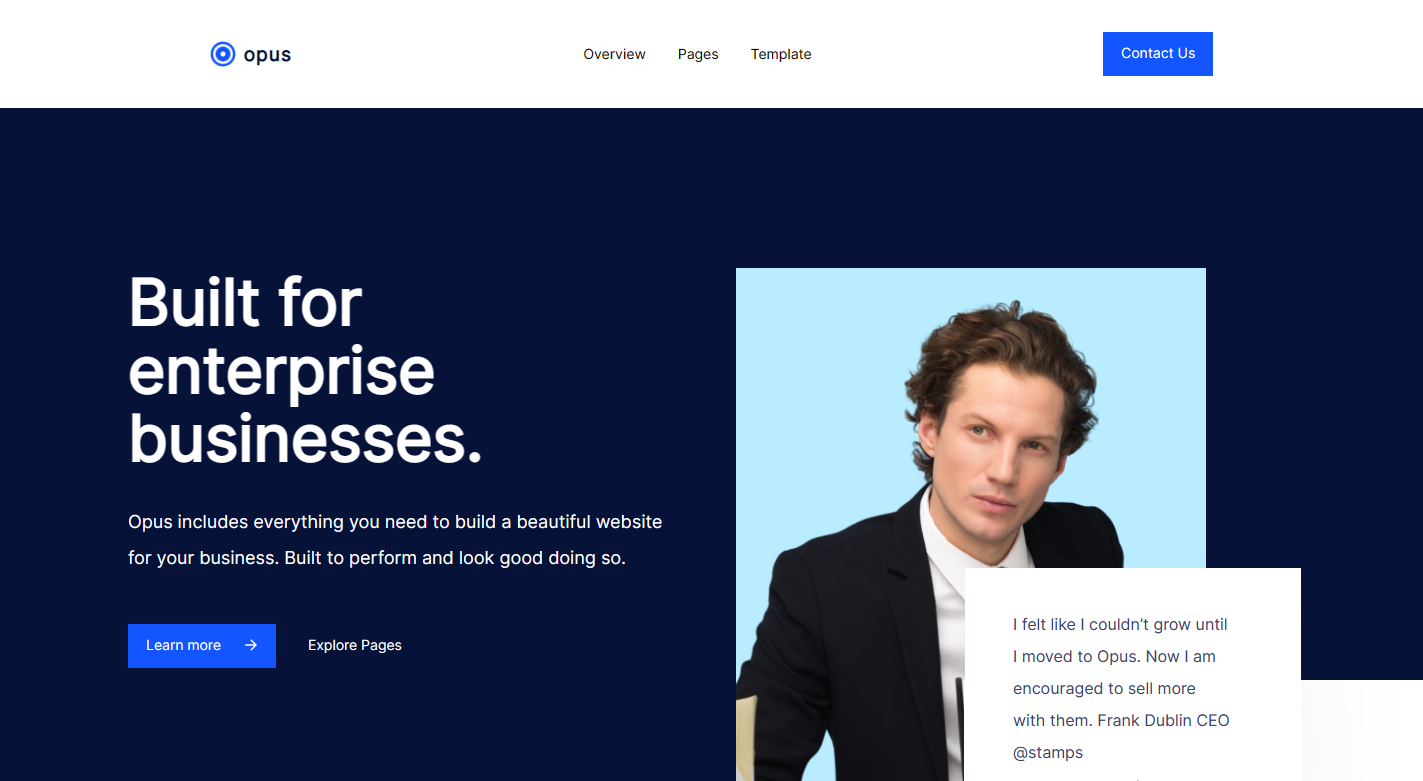 opus
Overview
Pages
Template
Contact Us
Built for
enterprise
businesses.
Opus includes everything you need to build a beautiful website
for your business. Built to perform and look good doing so.
Learn more
Explore Pages
I felt like I couldn’t grow until
I moved to Opus. Now I am
encouraged to sell more
with them. Frank Dublin CEO
@stamps